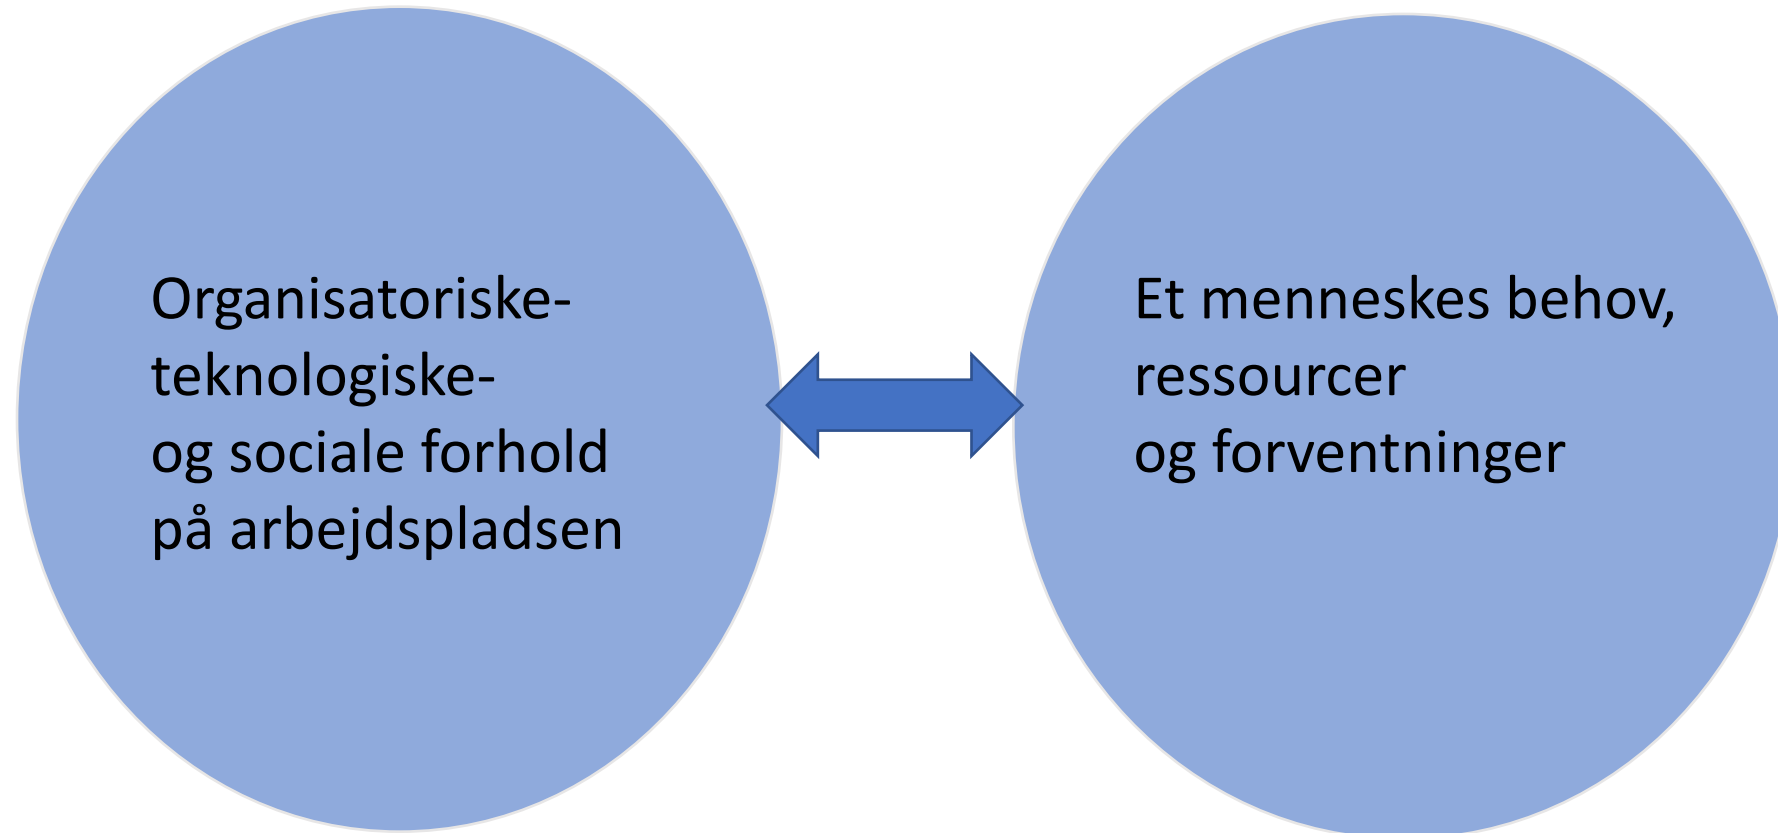 Organisatoriske-
teknologiske-
og sociale forhold
på arbejdspladsen
Et menneskes behov,
ressourcer
og forventninger